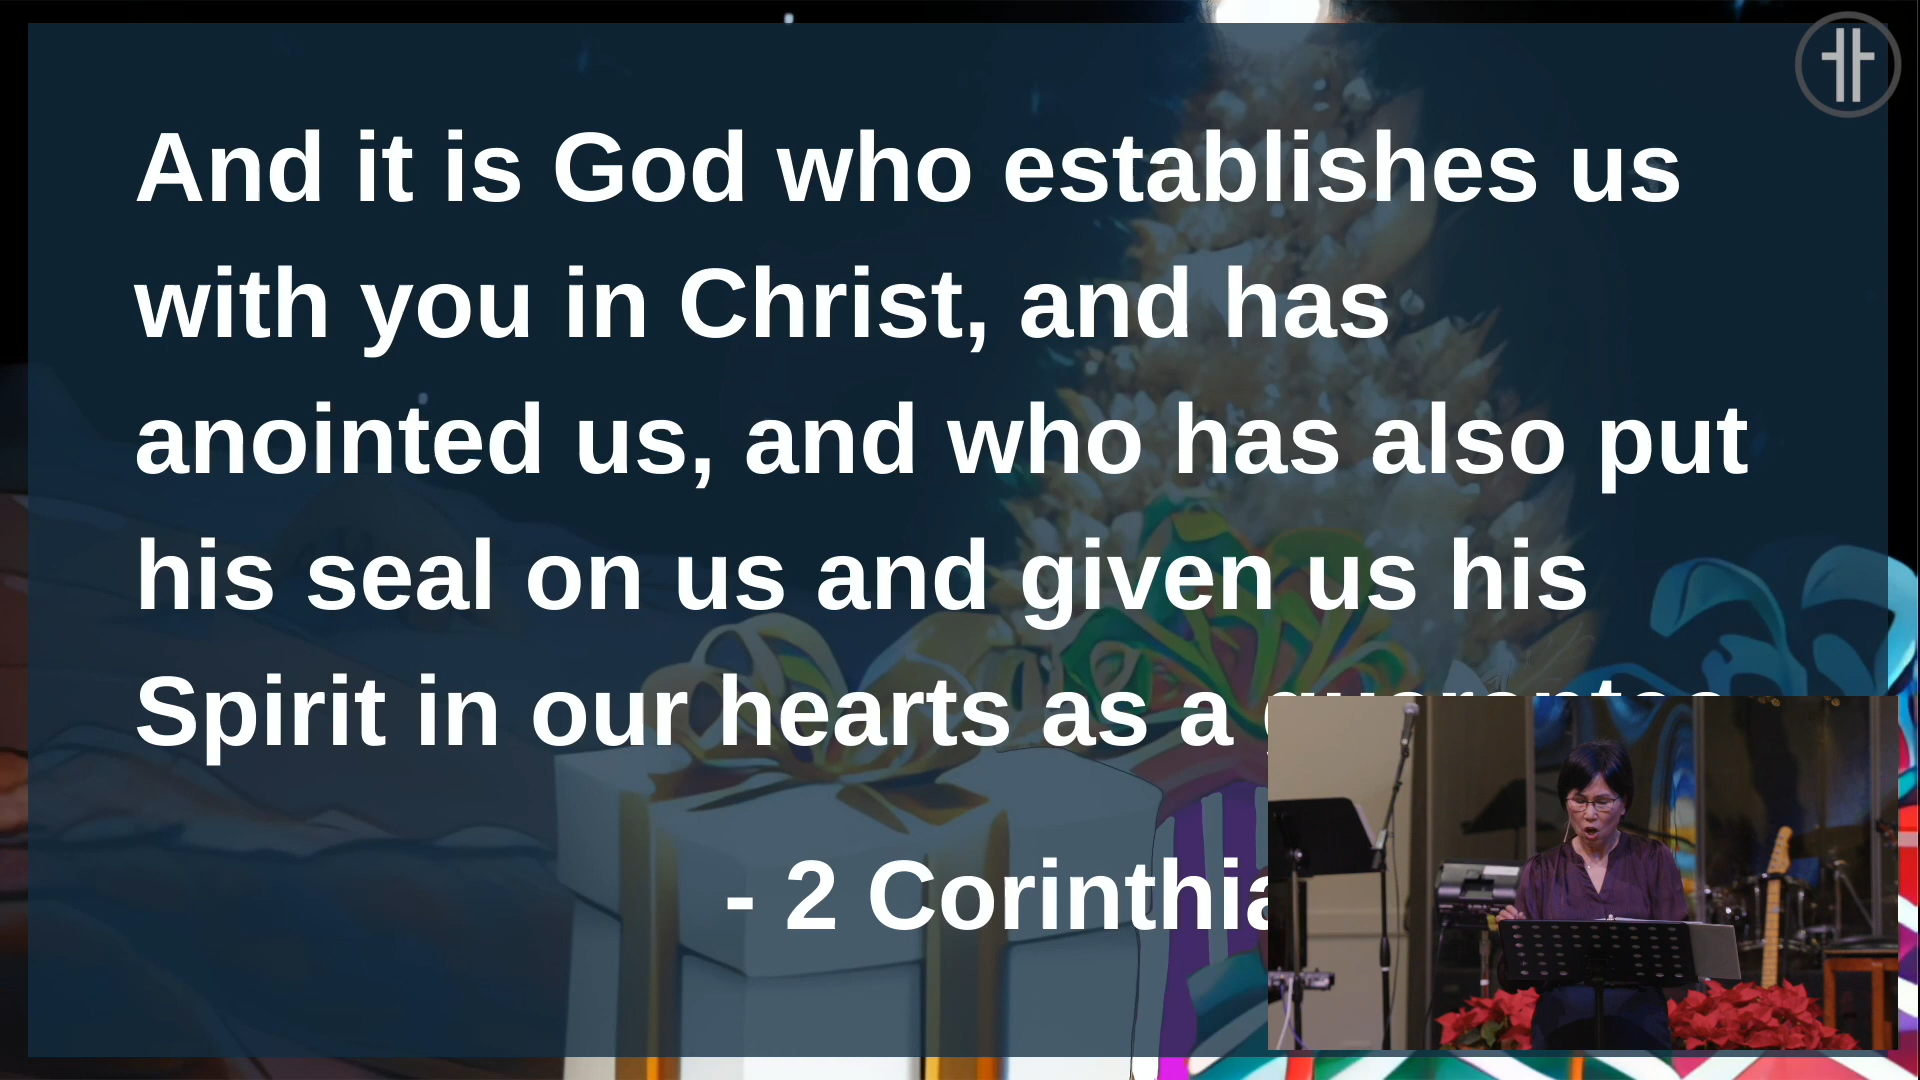 And it is God who establishes us
with you in Christ, and has
anointed us, and who has also put
his seal on us and given us his
Spirit in our hearts as a
- 2